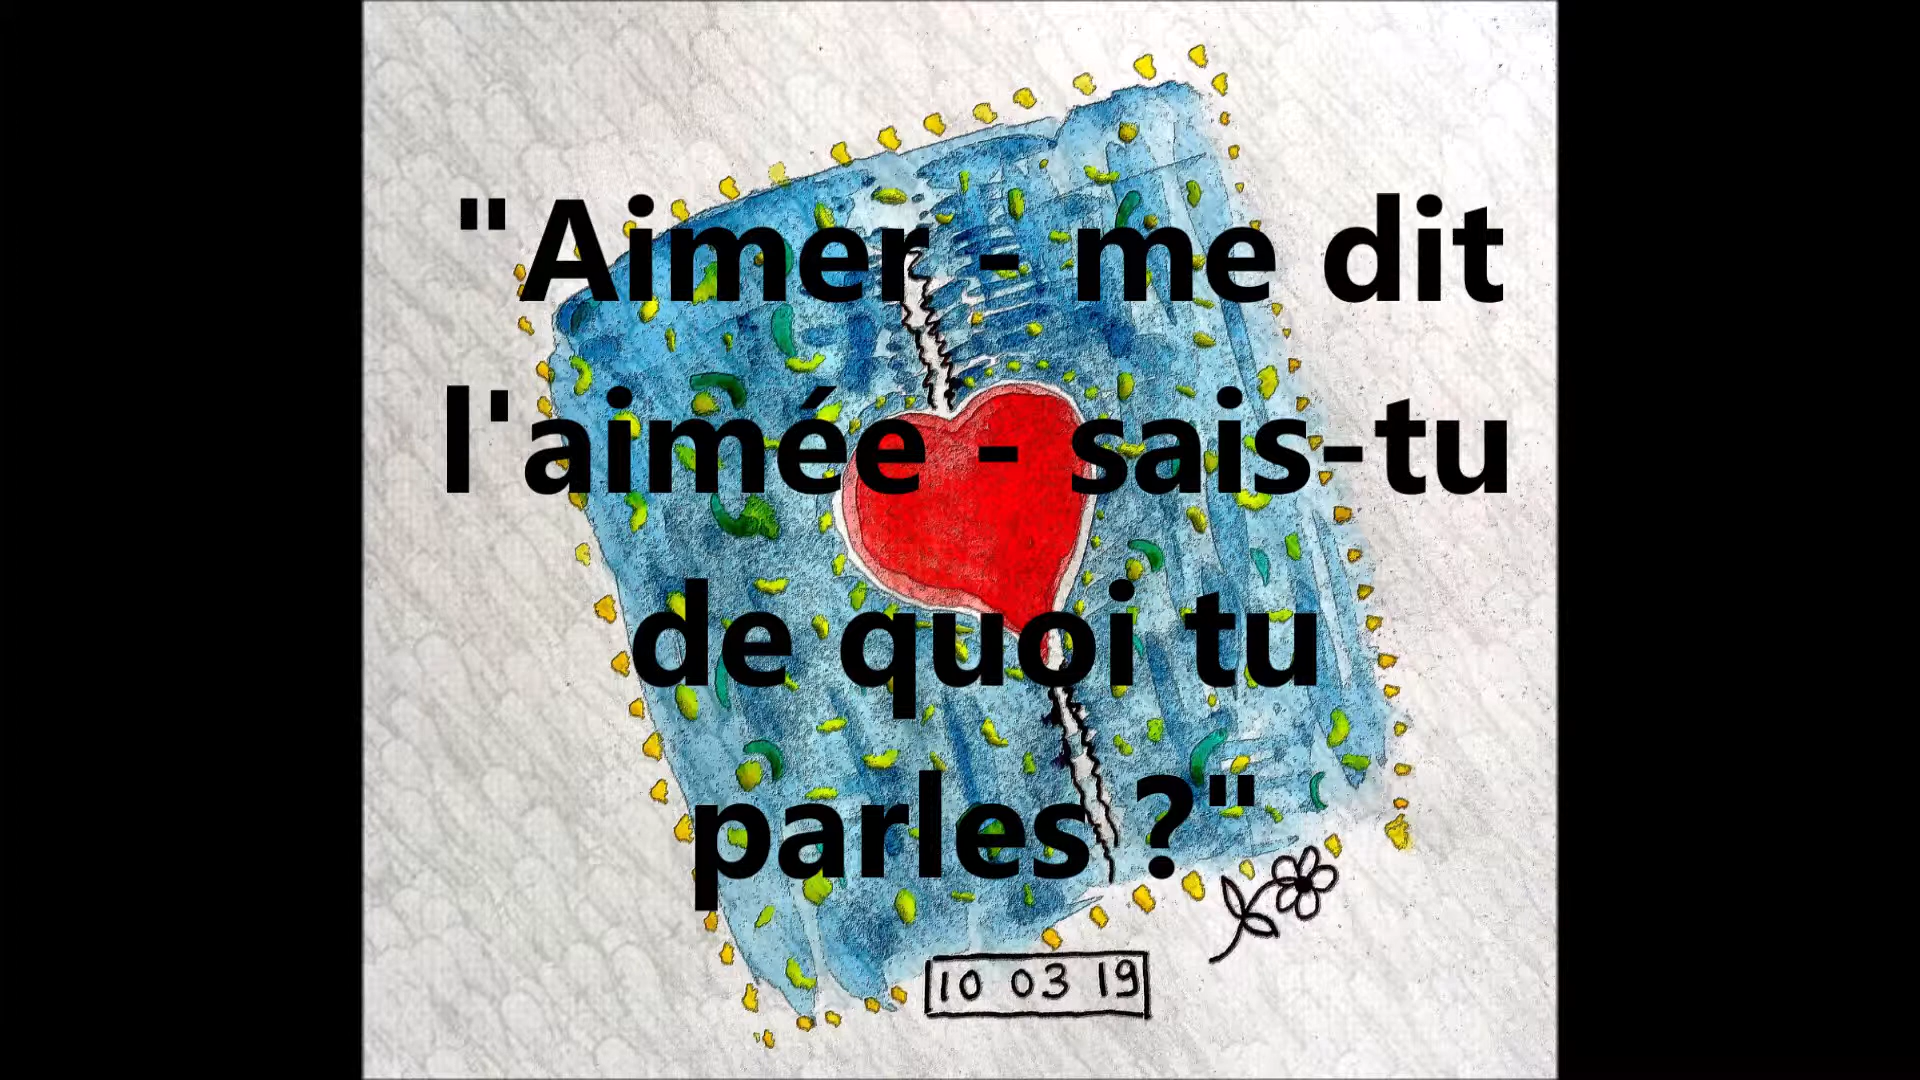 "Aimer - me dit
l'aimée - sais-tu
de quoi tu
parles ?"
10 03 19